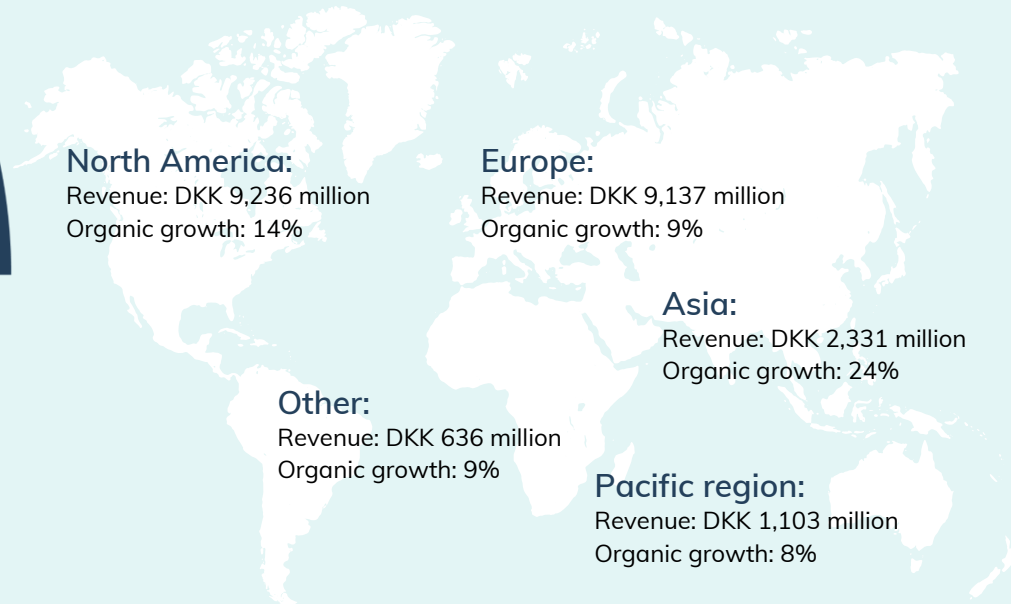 North America:
Revenue: DKK 9,236 million
Organic growth: 14%
Europe:
Revenue: DKK 9,137 million
Organic growth: 9%
Asia:
Revenue: DKK 2,331 million
Organic growth: 24%
Other:
Revenue: DKK 636 million
Organic growth: 9%
Pacific region:
Revenue: DKK 1,103 million
Organic growth: 8%